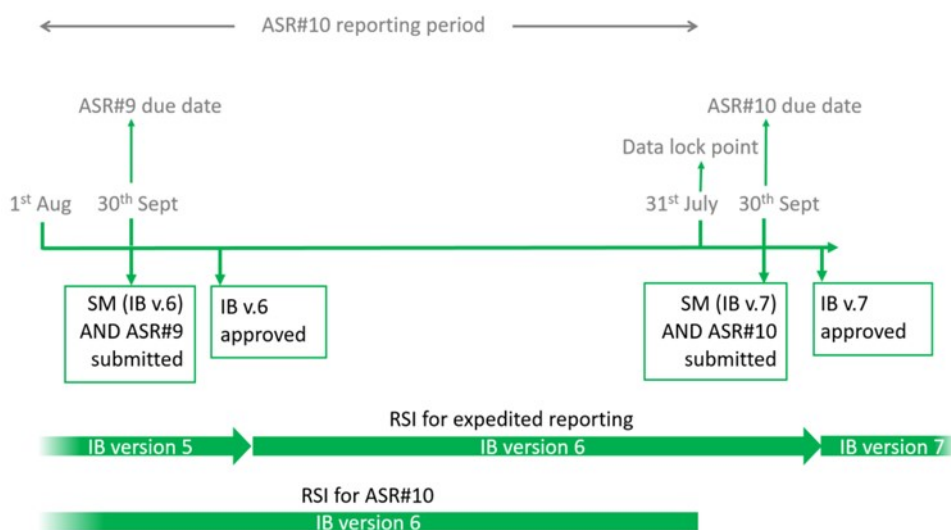 ASR#10 reporting period
ASR#9 due date
ASR#10 due date
Data lock point
1st Aug
30th Sept
31st July
30th Sept
SM (IB v.6)
AND ASR#9
submitted
IB v.6
approved
SM (IB v.7)
AND ASR#10
submitted
IB v.7
approved
RSI for expedited reporting
IB version 5
IB version 6
IB version 7
RSI for ASR#10
IB version 6